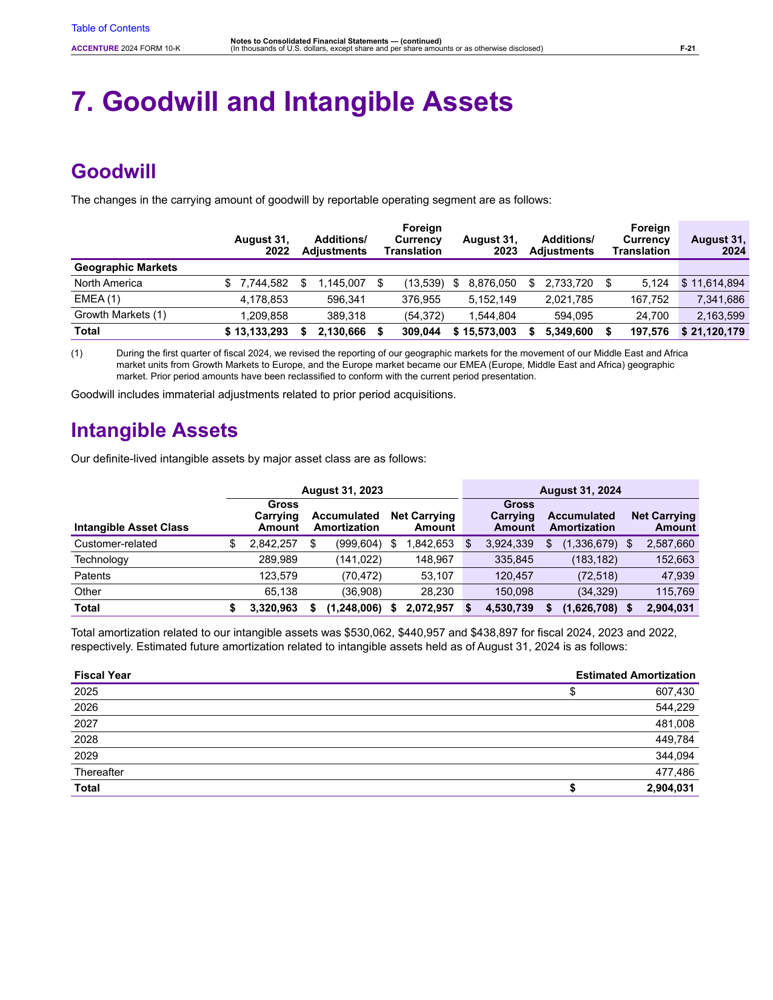 Table of Contents
Notes to Consolidated Financial Statements — (continued)
ACCENTURE 2024 FORM 10-K (In thousands of U.S. dollars, except share and per share amounts or as otherwise disclosed) F-21
7. Goodwill and Intangible Assets
Goodwill
The changes in the carrying amount of goodwill by reportable operating segment are as follows:
August 31, 2022 Additions/ Adjustments Foreign Currency Translation August 31, 2023 Additions/ Adjustments Foreign Currency Translation August 31, 2024
Geographic Markets
North America $ 7,744,582 $ 1,145,007 $ (13,539) $ 8,876,050 $ 2,733,720 $ 5,124 $ 11,614,894
EMEA (1) 4,178,853 596,341 376,955 5,152,149 2,021,785 167,752 7,341,686
Growth Markets (1) 1,209,858 389,318 (54,372) 1,544,804 594,095 24,700 2,163,599
Total $ 13,133,293 $ 2,130,666 $ 309,044 $ 15,573,003 $ 5,349,600 $ 197,576 $ 21,120,179
(1) During the first quarter of fiscal 2024, we revised the reporting of our geographic markets for the movement of our Middle East and Africa
market units from Growth Markets to Europe, and the Europe market became our EMEA (Europe, Middle East and Africa) geographic
market. Prior period amounts have been reclassified to conform with the current period presentation.
Goodwill includes immaterial adjustments related to prior period acquisitions.
Intangible Assets
Our definite-lived intangible assets by major asset class are as follows:
August 31, 2023 August 31, 2024
Intangible Asset Class Gross Carrying Amount Accumulated Amortization Net Carrying Amount Gross Carrying Amount Accumulated Amortization Net Carrying Amount
Customer-related $ 2,842,257 $ (999,604) $ 1,842,653 $ 3,924,339 $ (1,336,679) $ 2,587,660
Technology 289,989 (141,022) 148,967 335,845 (183,182) 152,663
Patents 123,579 (70,472) 53,107 120,457 (72,518) 47,939
Other 65,138 (36,908) 28,230 150,098 (34,329) 115,769
Total $ 3,320,963 $ (1,248,006) $ 2,072,957 $ 4,530,739 $ (1,626,708) $ 2,904,031
Total amortization related to our intangible assets was $530,062, $440,957 and $438,897 for fiscal 2024, 2023 and 2022,
respectively. Estimated future amortization related to intangible assets held as of August 31, 2024 is as follows:
Fiscal Year Estimated Amortization
2025 $ 607,430
2026 544,229
2027 481,008
2028 449,784
2029 344,094
Thereafter 477,486
Total $ 2,904,031